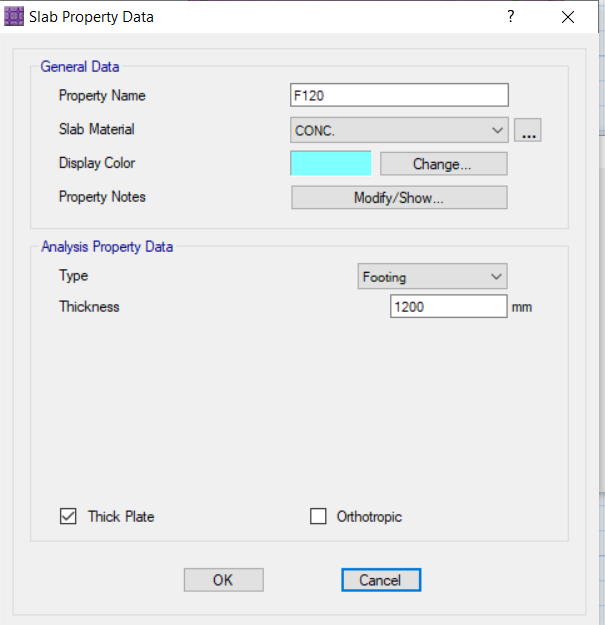 Slab Property Data ?
General Data
Property Name F120
Slab Material CONC. ...
Display Color Change...
Property Notes Modify/Show...
Analysis Property Data
Type Footing
Thickness 1200 mm
Thick Plate Orthotropic
OK Cancel